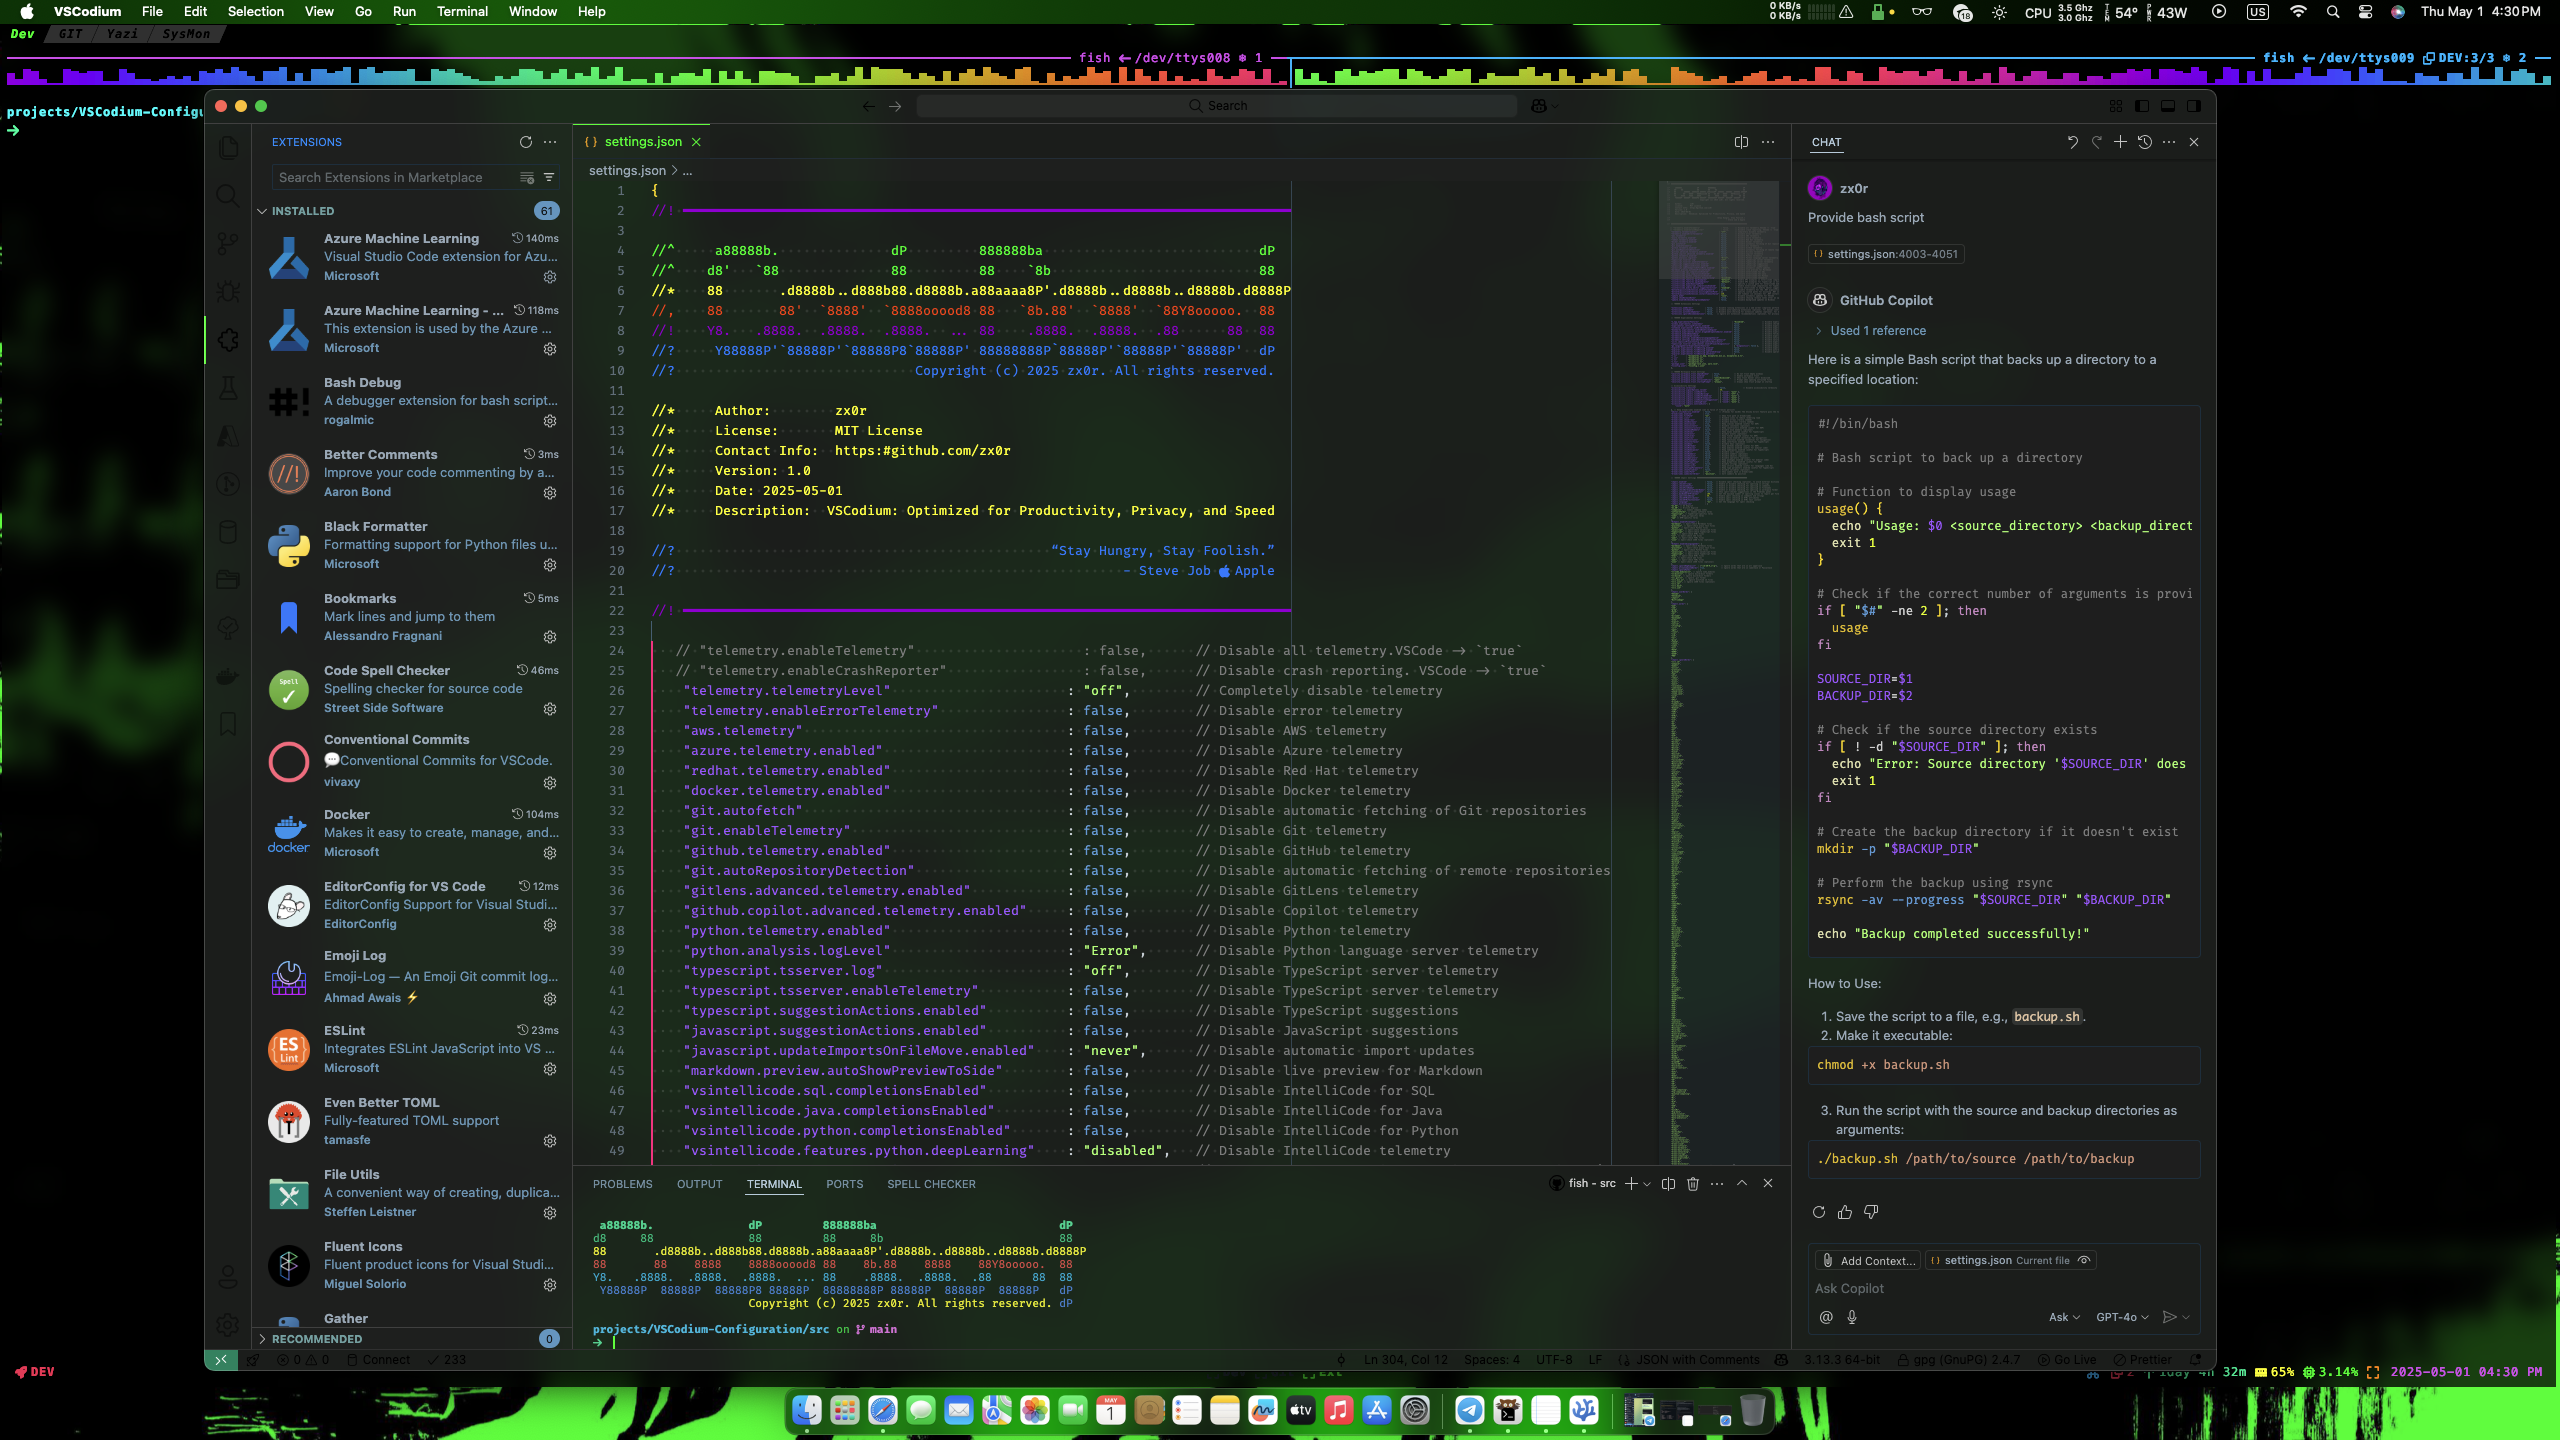 VSCodium File Edit Selection View Go Run Terminal Window Help
0 KB/s
0 KB/s
18
CPU 3.5 Ghz 3.0 Ghz 54° 43W US Thu May 1 4:30 PM
Dev GIT Yazi SysMon
fish ← /dev/ttys008 1
fish ← /dev/ttys009 DEV:3/3 2
projects/VSCodium-Configu
→
Search
EXTENSIONS
Search Extensions in Marketplace
INSTALLED 61
Azure Machine Learning 140ms
Visual Studio Code extension for Azu...
Microsoft
Azure Machine Learning - ... 118ms
This extension is used by the Azure ...
Microsoft
Bash Debug
A debugger extension for bash script...
rogalmic
Better Comments 3ms
Improve your code commenting by a...
Aaron Bond
Black Formatter
Formatting support for Python files u...
Microsoft
Bookmarks 5ms
Mark lines and jump to them
Alessandro Fragnani
Code Spell Checker 46ms
Spelling checker for source code
Street Side Software
Conventional Commits
💬Conventional Commits for VSCode.
vivaxy
Docker 104ms
Makes it easy to create, manage, and...
Microsoft
EditorConfig for VS Code 12ms
EditorConfig Support for Visual Studi...
EditorConfig
Emoji Log
Emoji-Log — An Emoji Git commit log...
Ahmad Awais ⚡
ESLint 23ms
Integrates ESLint JavaScript into VS ...
Microsoft
Even Better TOML
Fully-featured TOML support
tamasfe
File Utils
A convenient way of creating, duplica...
Steffen Leistner
Fluent Icons
Fluent product icons for Visual Studi...
Miguel Solorio
Gather
RECOMMENDED 0
{ } settings.json
settings.json > ...
1 {
2 //!
3
4 //^ a88888b. dP 888888ba dP
5 //^ d8' `88 88 88 `8b 88
6 //* 88 .d8888b..d888b88.d8888b.a88aaaa8P'.d8888b..d8888b..d8888b.d8888P
7 //, 88 88' `8888' `8888ooood8 88 `8b.88' `8888' `88Y8ooooo. 88
8 //! Y8. .8888. .8888. .8888. ... 88 .8888. .8888. .88 88 88
9 //? Y88888P'`88888P'`88888P8`88888P' 88888888P`88888P'`88888P'`88888P' dP
10 //? Copyright (c) 2025 zx0r. All rights reserved.
11
12 //* Author: zx0r
13 //* License: MIT License
14 //* Contact Info: https:#github.com/zx0r
15 //* Version: 1.0
16 //* Date: 2025-05-01
17 //* Description: VSCodium: Optimized for Productivity, Privacy, and Speed
18
19 //? “Stay Hungry, Stay Foolish.”
20 //? - Steve Job Apple
21
22 //!
23
24 // "telemetry.enableTelemetry" : false, // Disable all telemetry.VSCode → `true`
25 // "telemetry.enableCrashReporter" : false, // Disable crash reporting. VSCode → `true`
26 "telemetry.telemetryLevel" : "off", // Completely disable telemetry
27 "telemetry.enableErrorTelemetry" : false, // Disable error telemetry
28 "aws.telemetry" : false, // Disable AWS telemetry
29 "azure.telemetry.enabled" : false, // Disable Azure telemetry
30 "redhat.telemetry.enabled" : false, // Disable Red Hat telemetry
31 "docker.telemetry.enabled" : false, // Disable Docker telemetry
32 "git.autofetch" : false, // Disable automatic fetching of Git repositories
33 "git.enableTelemetry" : false, // Disable Git telemetry
34 "github.telemetry.enabled" : false, // Disable GitHub telemetry
35 "git.autoRepositoryDetection" : false, // Disable automatic fetching of remote repositories
36 "gitlens.advanced.telemetry.enabled" : false, // Disable GitLens telemetry
37 "github.copilot.advanced.telemetry.enabled" : false, // Disable Copilot telemetry
38 "python.telemetry.enabled" : false, // Disable Python telemetry
39 "python.analysis.logLevel" : "Error", // Disable Python language server telemetry
40 "typescript.tsserver.log" : "off", // Disable TypeScript server telemetry
41 "typescript.tsserver.enableTelemetry" : false, // Disable TypeScript server telemetry
42 "typescript.suggestionActions.enabled" : false, // Disable TypeScript suggestions
43 "javascript.suggestionActions.enabled" : false, // Disable JavaScript suggestions
44 "javascript.updateImportsOnFileMove.enabled" : "never", // Disable automatic import updates
45 "markdown.preview.autoShowPreviewToSide" : false, // Disable live preview for Markdown
46 "vsintellicode.sql.completionsEnabled" : false, // Disable IntelliCode for SQL
47 "vsintellicode.java.completionsEnabled" : false, // Disable IntelliCode for Java
48 "vsintellicode.python.completionsEnabled" : false, // Disable IntelliCode for Python
49 "vsintellicode.features.python.deepLearning" : "disabled", // Disable IntelliCode telemetry
CodeBoost
PROBLEMS OUTPUT TERMINAL PORTS SPELL CHECKER
fish - src
a88888b. dP 888888ba dP
d8 88 88 88 8b 88
88 .d8888b..d888b88.d8888b.a88aaaa8P'.d8888b..d8888b..d8888b.d8888P
88 88 8888 8888ooood8 88 8b.88 8888 88Y8ooooo. 88
Y8. .8888. .8888. .8888. ... 88 .8888. .8888. .88 88 88
Y88888P 88888P 88888P8 88888P 88888888P 88888P 88888P 88888P dP
Copyright (c) 2025 zx0r. All rights reserved. dP
projects/VSCodium-Configuration/src on main
→
CHAT
zx0r
Provide bash script
{ } settings.json:4003-4051
GitHub Copilot
> Used 1 reference
Here is a simple Bash script that backs up a directory to a
specified location:
#!/bin/bash
# Bash script to back up a directory
# Function to display usage
usage() {
echo "Usage: $0 <source_directory> <backup_direct
exit 1
}
# Check if the correct number of arguments is provi
if [ "$#" -ne 2 ]; then
usage
fi
SOURCE_DIR=$1
BACKUP_DIR=$2
# Check if the source directory exists
if [ ! -d "$SOURCE_DIR" ]; then
echo "Error: Source directory '$SOURCE_DIR' does
exit 1
fi
# Create the backup directory if it doesn't exist
mkdir -p "$BACKUP_DIR"
# Perform the backup using rsync
rsync -av --progress "$SOURCE_DIR" "$BACKUP_DIR"
echo "Backup completed successfully!"
How to Use:
1. Save the script to a file, e.g., backup.sh.
2. Make it executable:
chmod +x backup.sh
3. Run the script with the source and backup directories as
arguments:
./backup.sh /path/to/source /path/to/backup
Add Context... { } settings.json Current file
Ask Copilot
@ Ask GPT-4o
0 0 Connect 233
Ln 304, Col 12 Spaces: 4 UTF-8 LF JSON with Comments 3.13.3 64-bit gpg (GnuPG) 2.4.7 Go Live Prettier
DEV
32m 65% 3.14% 2025-05-01 04:30 PM
MAY
1
tv